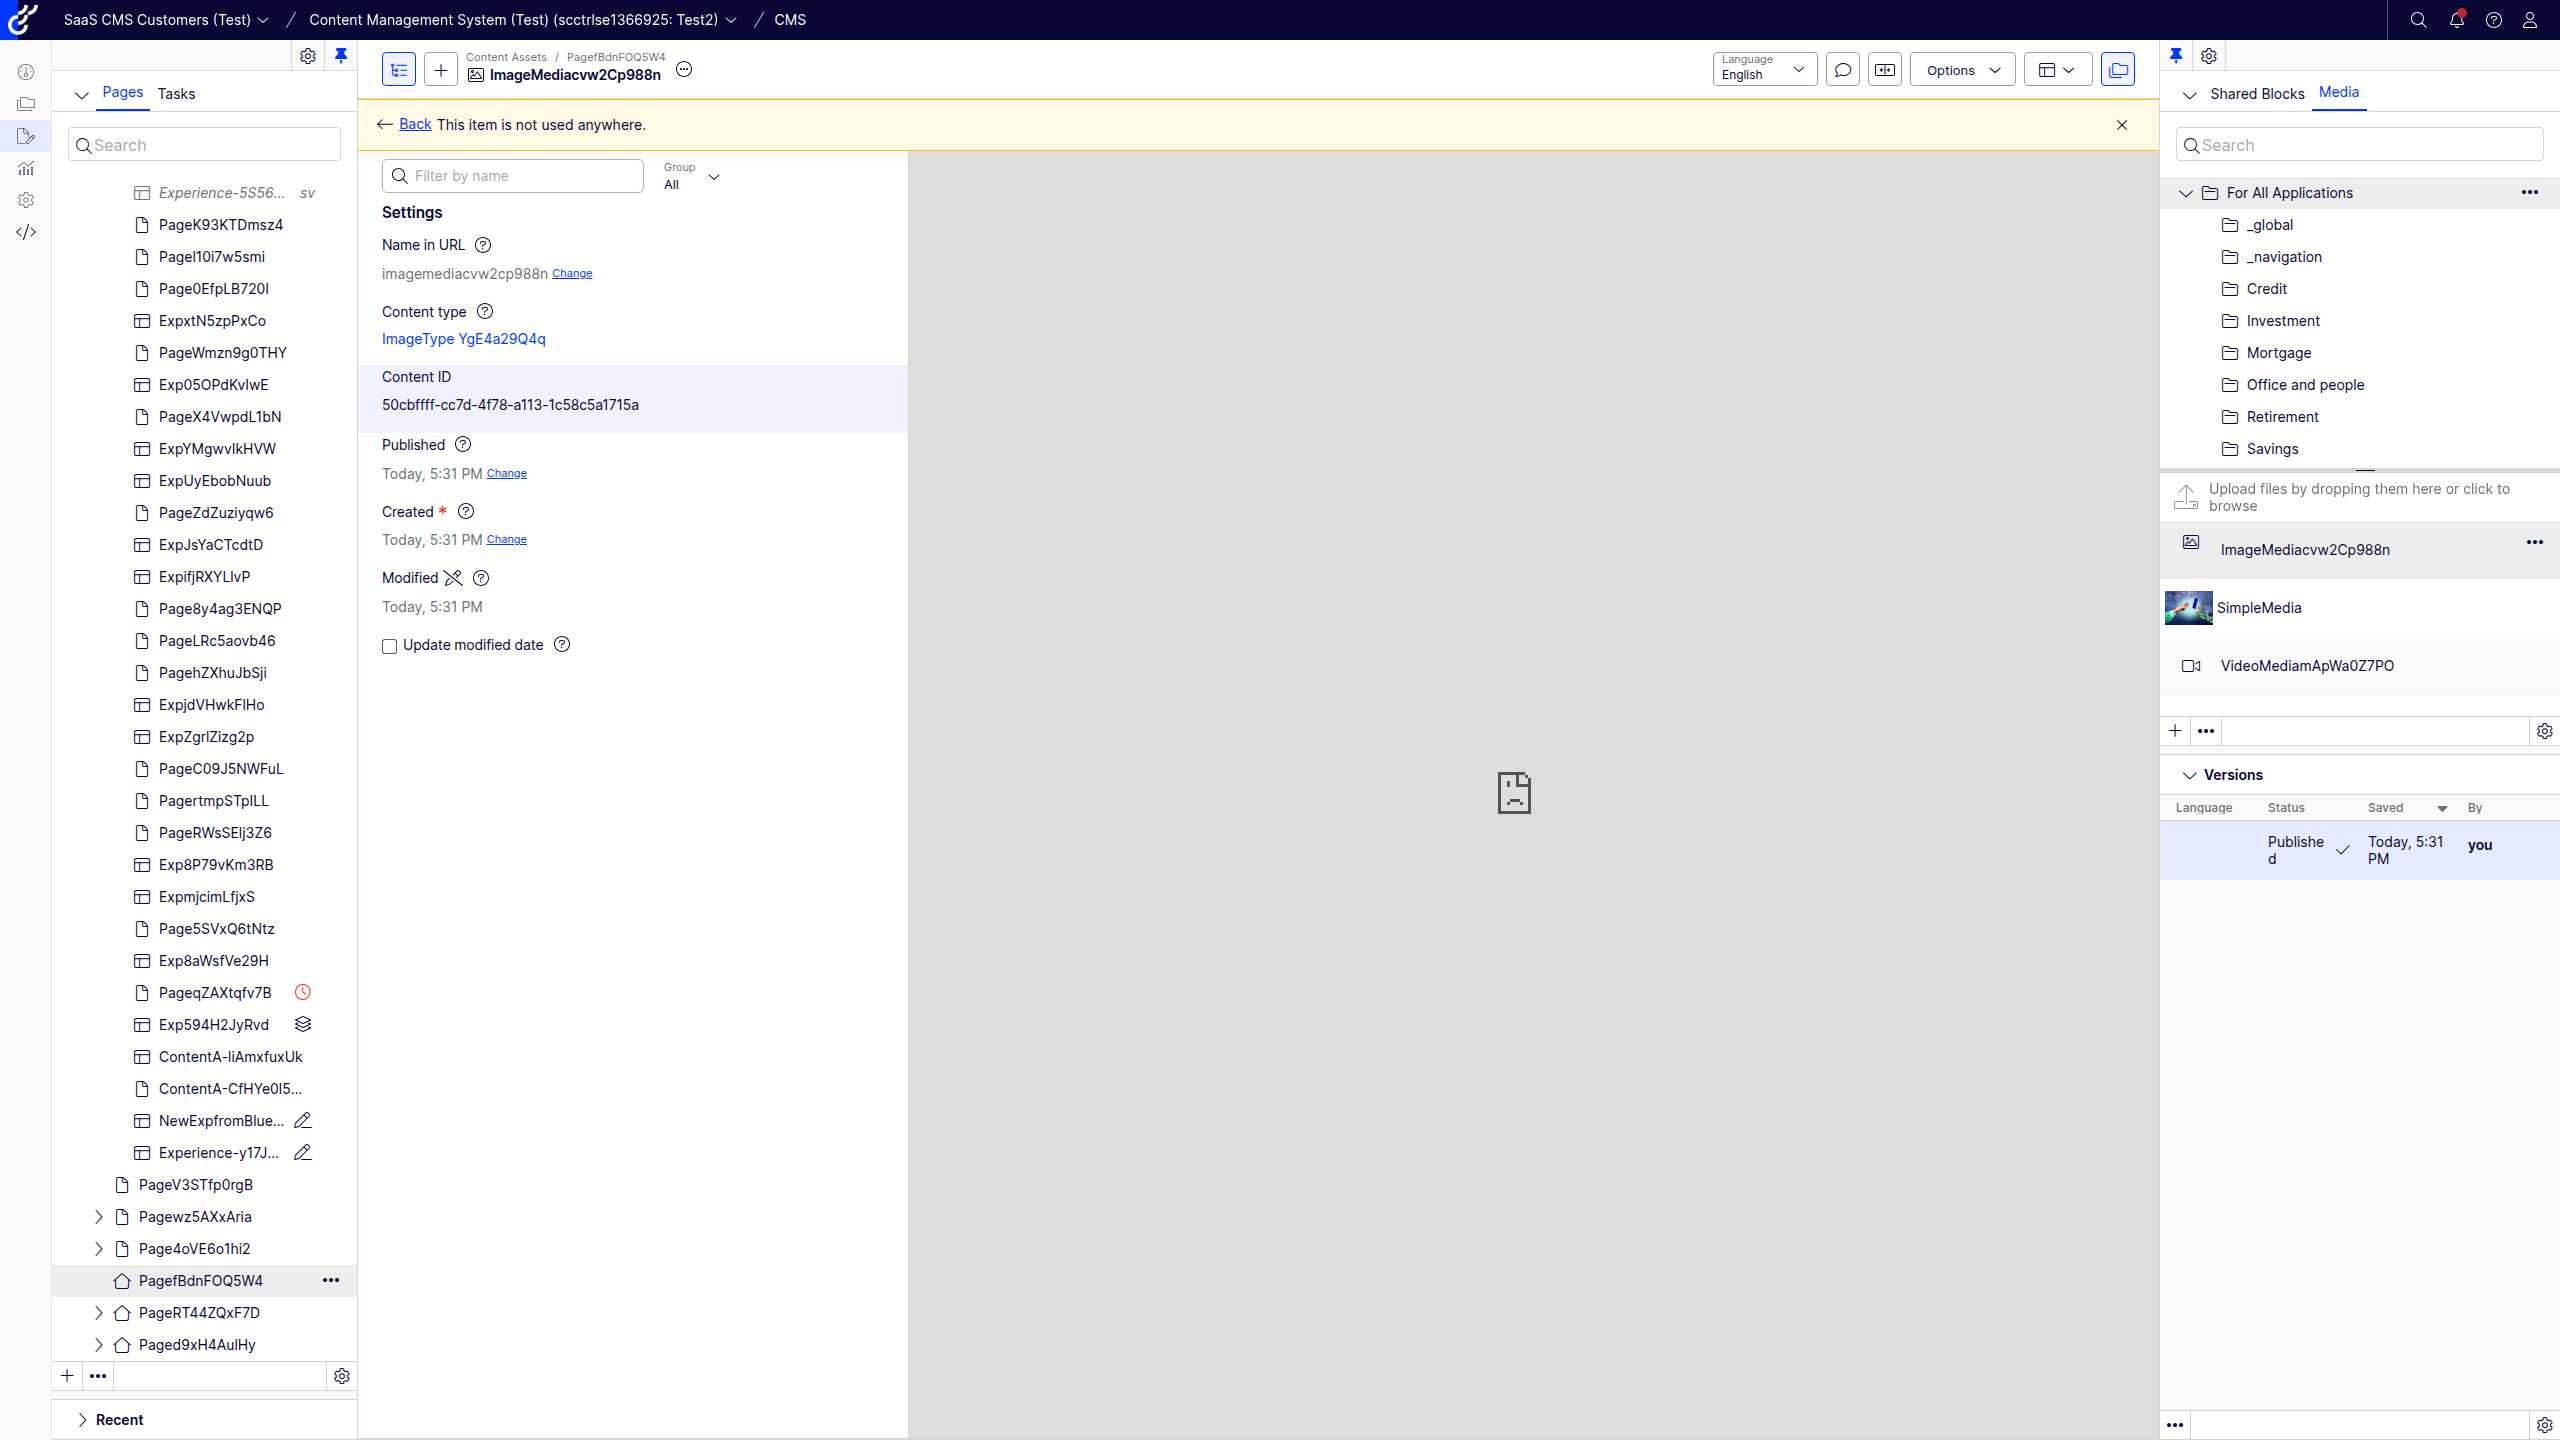 SaaS CMS Customers (Test)
Content Management System (Test) (scctrlse1366925: Test2)
CMS
Pages
Tasks
Search
Experience-5S56... sv
PageK93KTDmsz4
PageI10i7w5smi
Page0EfpLB720I
ExpxtN5zpPxCo
PageWmzn9g0THY
Exp05OPdKvIwE
PageX4VwpdL1bN
ExpYMgwvIkHVW
ExpUyEbobNuub
PageZdZuziyqw6
ExpJsYaCTcdtD
ExpifjRXYLIvP
Page8y4ag3ENQP
PageLRc5aovb46
PagehZXhuJbSji
ExpjdVHwkFlHo
ExpZgrlZizg2p
PageC09J5NWFuL
PagertmpSTpILL
PageRWsSElj3Z6
Exp8P79vKm3RB
ExpmjcimLfjxS
Page5SVxQ6tNtz
Exp8aWsfVe29H
PageqZAXtqfv7B
Exp594H2JyRvd
ContentA-liAmxfuxUk
ContentA-CfHYe0I5...
NewExpfromBlue...
Experience-y17J...
PageV3STfp0rgB
Pagewz5AXxAria
Page4oVE6o1hi2
PagefBdnFOQ5W4
PageRT44ZQxF7D
Paged9xH4AulHy
Recent
Content Assets / PagefBdnFOQ5W4
ImageMediacvw2Cp988n
Language
English
Options
Back This item is not used anywhere.
Filter by name
Group
All
Settings
Name in URL
imagemediacvw2cp988n Change
Content type
ImageType YgE4a29Q4q
Content ID
50cbffff-cc7d-4f78-a113-1c58c5a1715a
Published
Today, 5:31 PM Change
Created *
Today, 5:31 PM Change
Modified
Today, 5:31 PM
Update modified date
Shared Blocks
Media
Search
For All Applications
_global
_navigation
Credit
Investment
Mortgage
Office and people
Retirement
Savings
Upload files by dropping them here or click to
browse
ImageMediacvw2Cp988n
SimpleMedia
VideoMediamApWa0Z7PO
Versions
Language Status Saved By
Publishe
d
Today, 5:31
PM
you